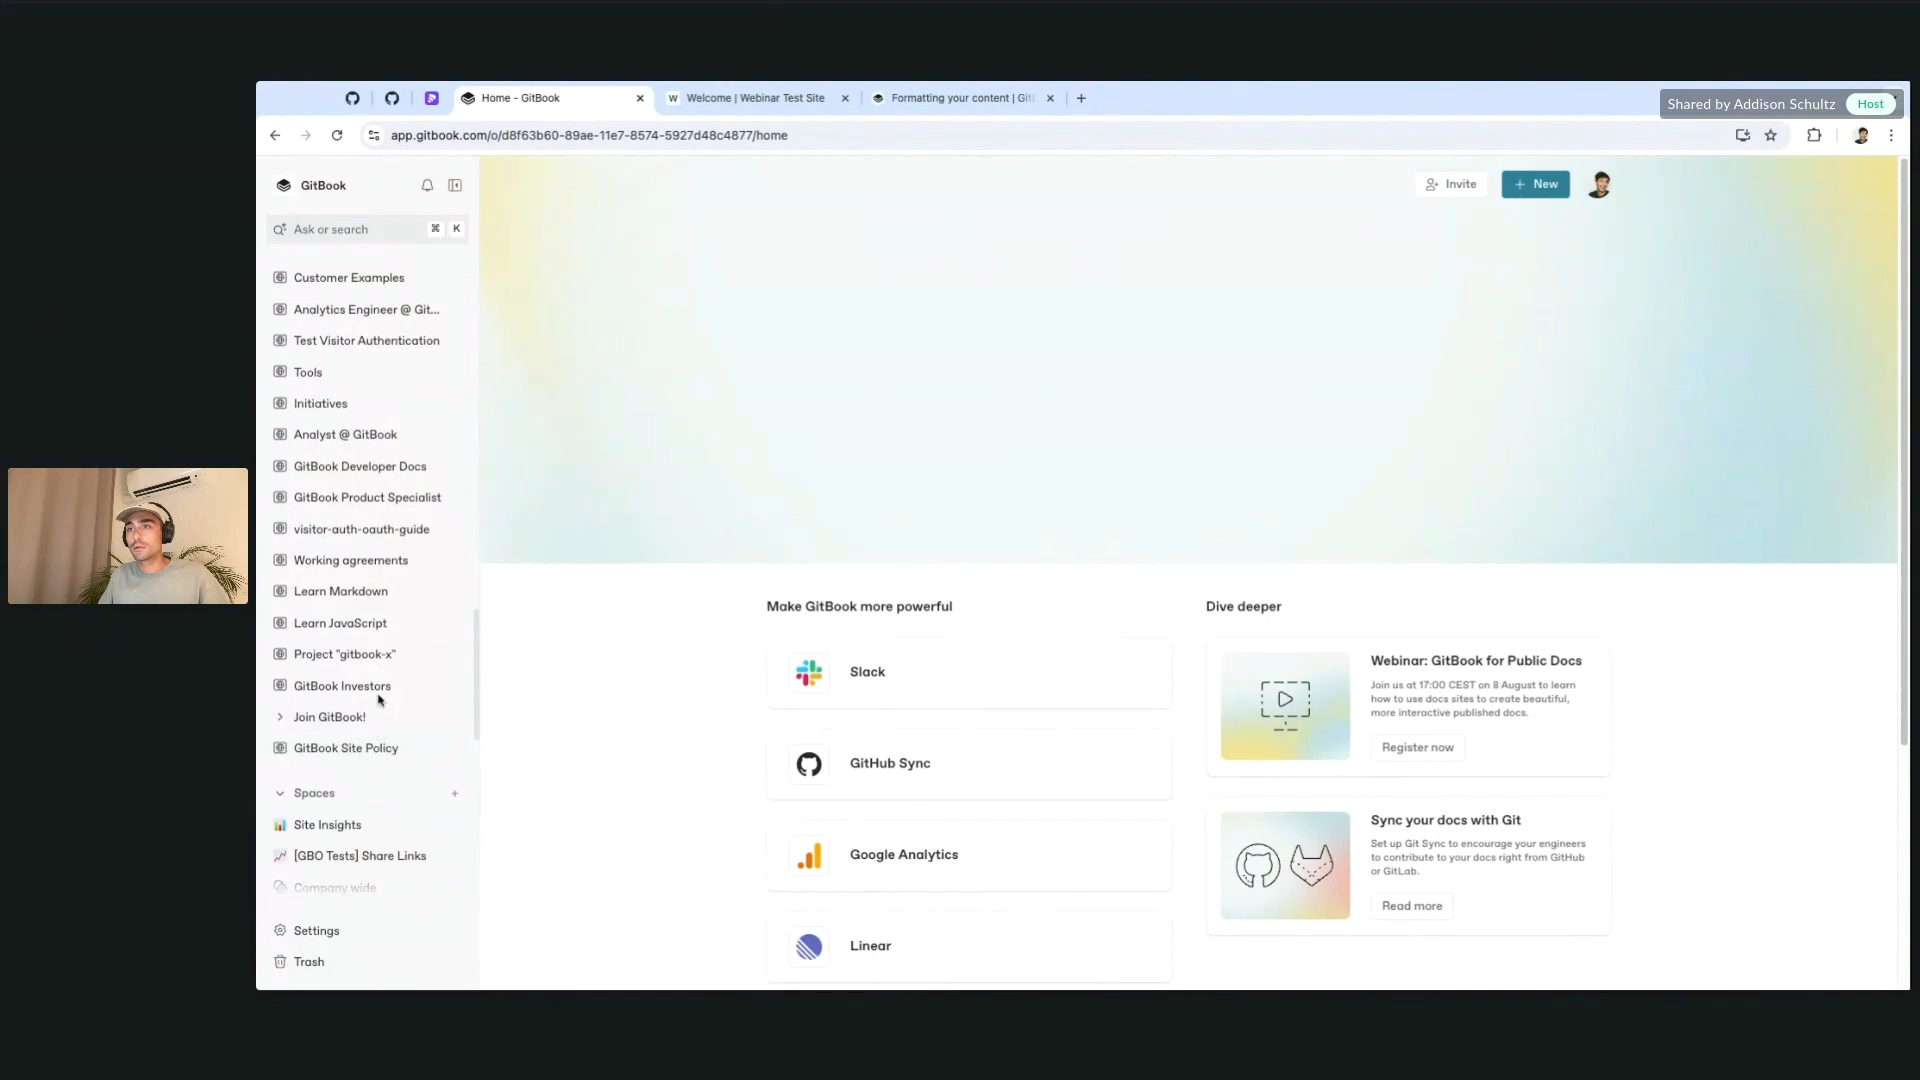 Home - GitBook
W Welcome | Webinar Test Site
Formatting your content | Git
Shared by Addison Schultz Host
app.gitbook.com/o/d8f63b60-89ae-11e7-8574-5927d48c4877/home
GitBook
Invite
+ New
Ask or search ⌘ K
Customer Examples
Analytics Engineer @ Git...
Test Visitor Authentication
Tools
Initiatives
Analyst @ GitBook
GitBook Developer Docs
GitBook Product Specialist
visitor-auth-oauth-guide
Working agreements
Learn Markdown
Learn JavaScript
Project "gitbook-x"
GitBook Investors
Join GitBook!
GitBook Site Policy
Spaces +
Site Insights
[GBO Tests] Share Links
Company wide
Settings
Trash
Make GitBook more powerful
Slack
GitHub Sync
Google Analytics
Linear
Dive deeper
Webinar: GitBook for Public Docs
Join us at 17:00 CEST on 8 August to learn
how to use docs sites to create beautiful,
more interactive published docs.
Register now
Sync your docs with Git
Set up Git Sync to encourage your engineers
to contribute to your docs right from GitHub
or GitLab.
Read more